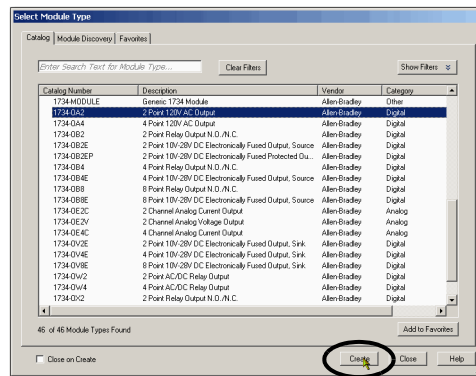 Select Module Type
Catalog Module Discovery Favorites
Enter Search Text for Module Type... Clear Filters Show Filters
Catalog Number Description Vendor Category
1734-MODULE Generic 1734 Module Allen-Bradley Other
1734-OA2 2 Point 120V AC Output Allen-Bradley Digital
1734-OA4 4 Point 120V AC Output Allen-Bradley Digital
1734-OB2 2 Point Relay Output N.O./N.C. Allen-Bradley Digital
1734-OB2E 2 Point 10V-28V DC Electronically Fused Output, Source Allen-Bradley Digital
1734-OB2EP 2 Point 10V-28V DC Electronically Fused Protected Ou... Allen-Bradley Digital
1734-OB4 4 Point Relay Output N.O./N.C. Allen-Bradley Digital
1734-OB4E 4 Point 10V-28V DC Electronically Fused Output, Source Allen-Bradley Digital
1734-OB8 8 Point Relay Output N.O./N.C. Allen-Bradley Digital
1734-OB8E 8 Point 10V-28V DC Electronically Fused Output, Source Allen-Bradley Digital
1734-OE2C 2 Channel Analog Current Output Allen-Bradley Analog
1734-OE2V 2 Channel Analog Voltage Output Allen-Bradley Analog
1734-OE4C 4 Channel Analog Current Output Allen-Bradley Analog
1734-OV2E 2 Point 10V-28V DC Electronically Fused Output, Sink Allen-Bradley Digital
1734-OV4E 4 Point 10V-28V DC Electronically Fused Output, Sink Allen-Bradley Digital
1734-OV8E 8 Point 10V-28V DC Electronically Fused Output, Sink Allen-Bradley Digital
1734-OW2 2 Point AC/DC Relay Output Allen-Bradley Digital
1734-OW4 4 Point AC/DC Relay Output Allen-Bradley Digital
1734-OX2 2 Point Relay Output N.O./N.C. Allen-Bradley Digital
46 of 46 Module Types Found Add to Favorites
Close on Create Create Close Help